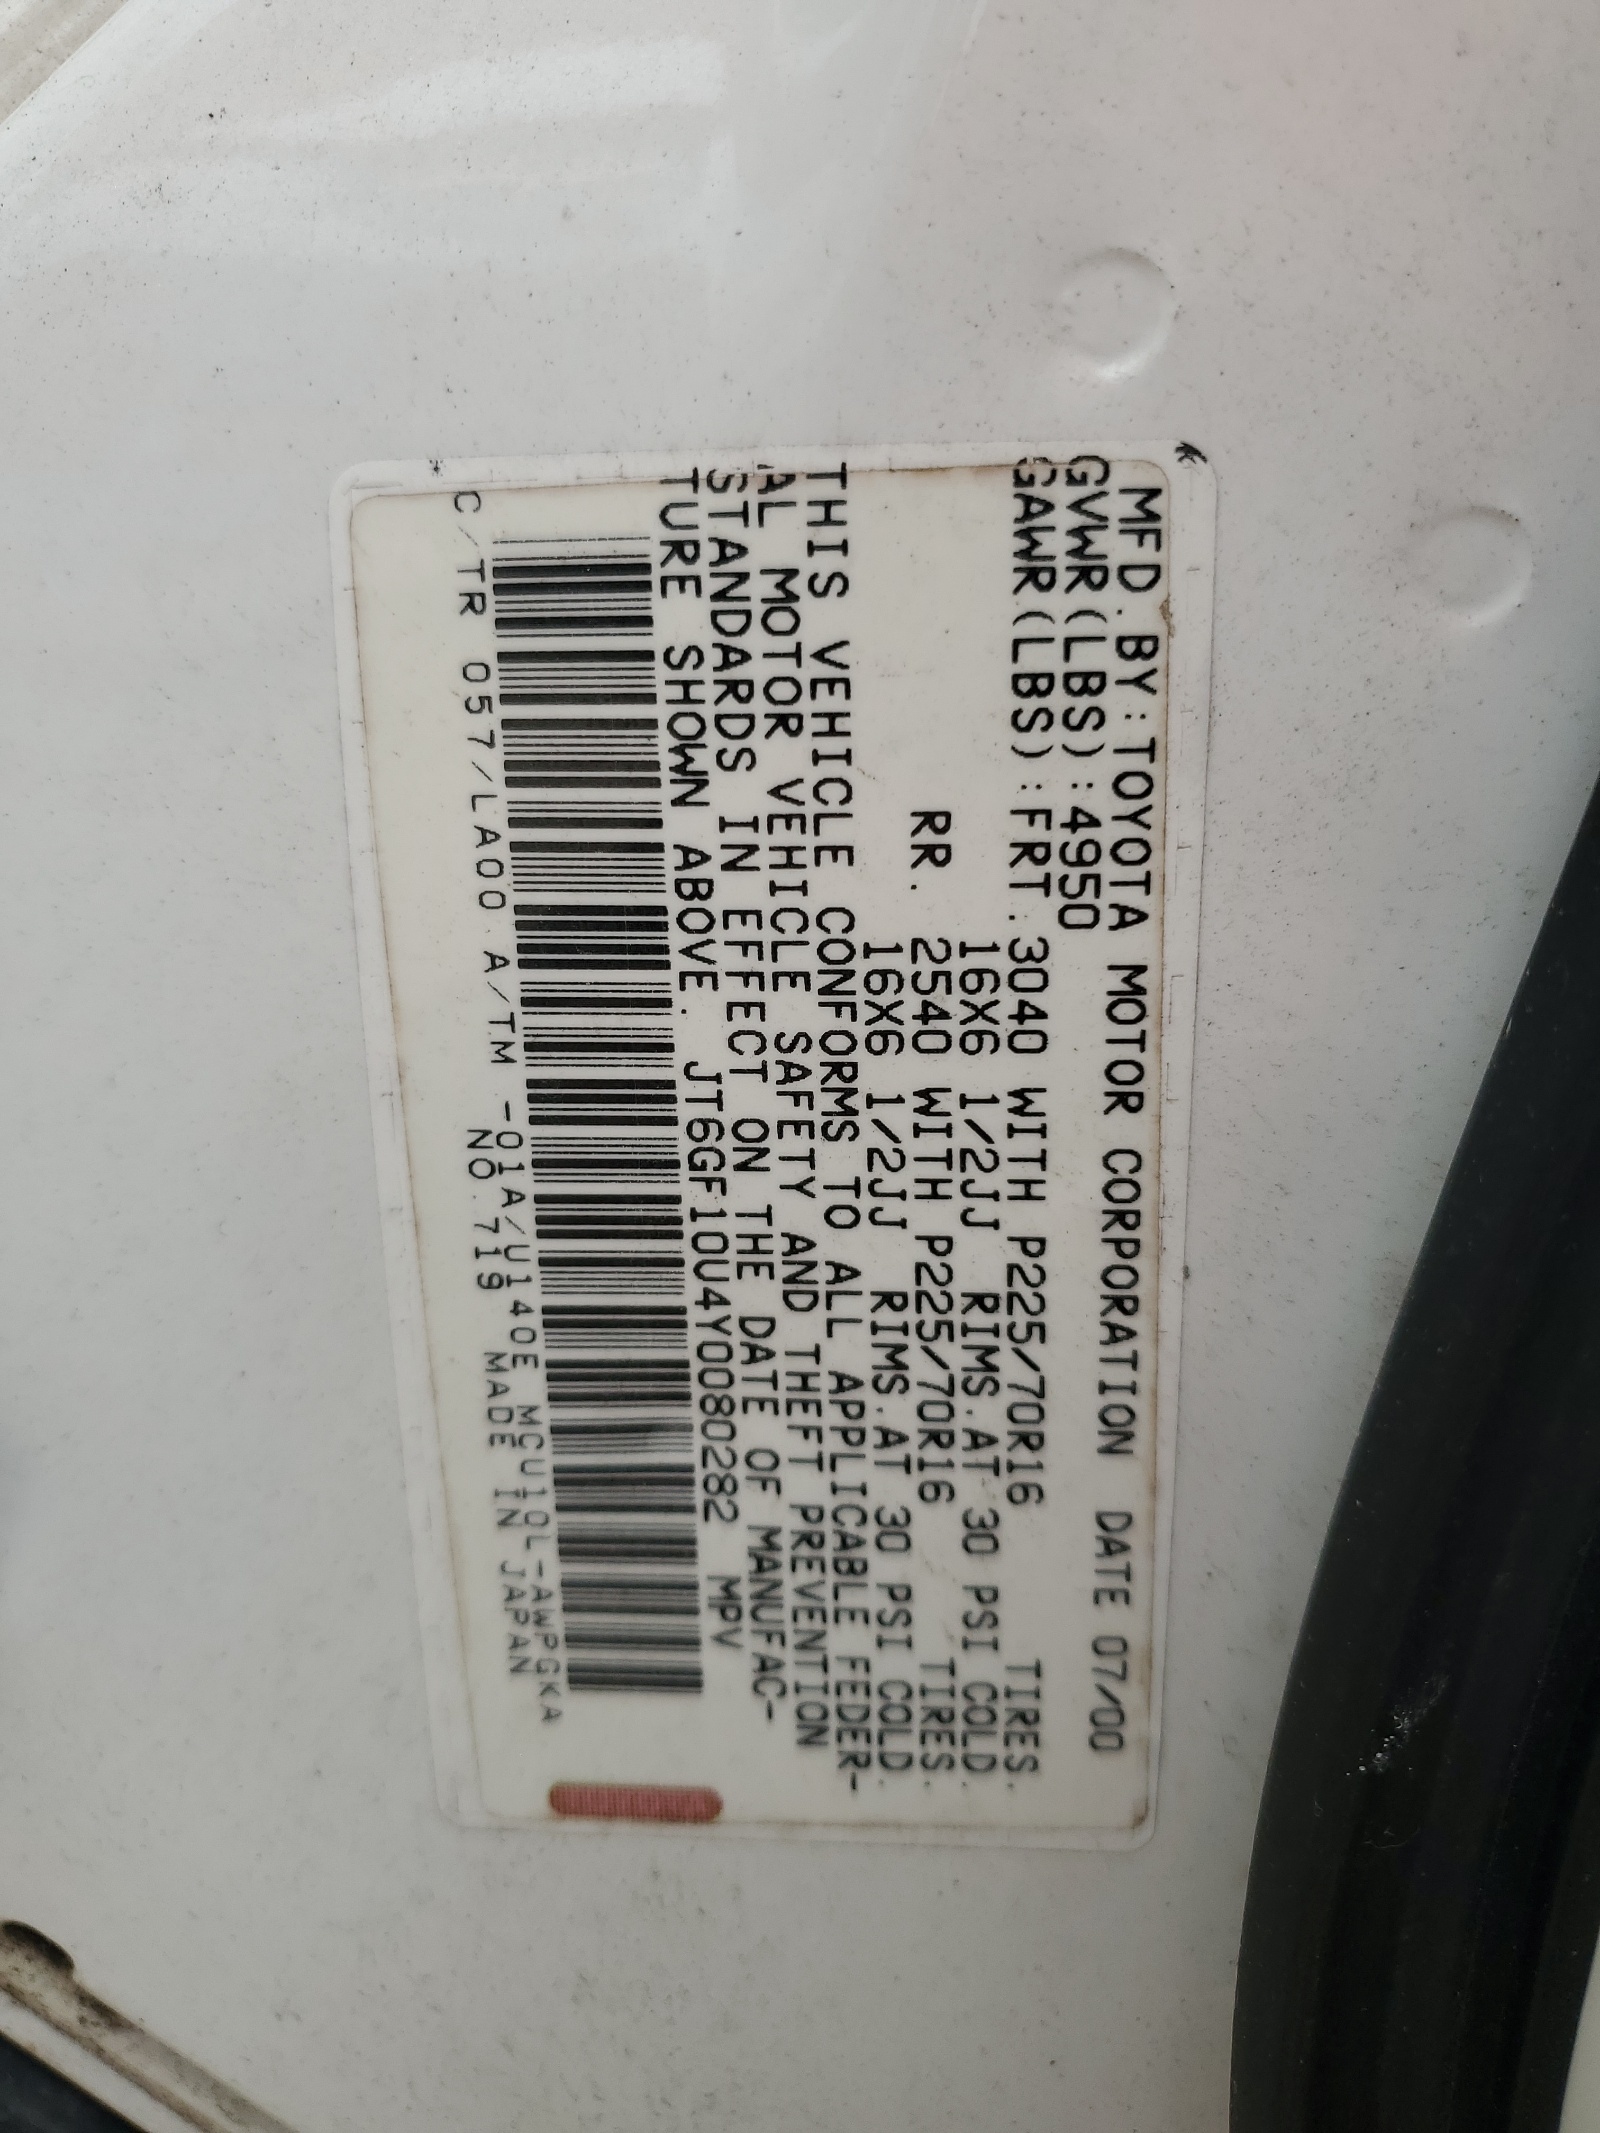 MFD.BY:TOYOTA MOTOR CORPORATION DATE 07/00
GVWR(LBS):4950
GAWR(LBS):FRT.3040 WITH P225/70R16 TIRES.
16X6 1/2JJ RIMS.AT 30 PSI COLD.
RR. 2540 WITH P225/70R16 TIRES.
16X6 1/2JJ RIMS.AT 30 PSI COLD.
THIS VEHICLE CONFORMS TO ALL APPLICABLE FEDER-
AL MOTOR VEHICLE SAFETY AND THEFT PREVENTION
STANDARDS IN EFFECT ON THE DATE OF MANUFAC-
TURE SHOWN ABOVE. JT6GF10U4Y0080282 MPV
C/TR 057/LA00 A/TM -01A/U140E MCU10L-AWPGKA
NO.719 MADE IN JAPAN